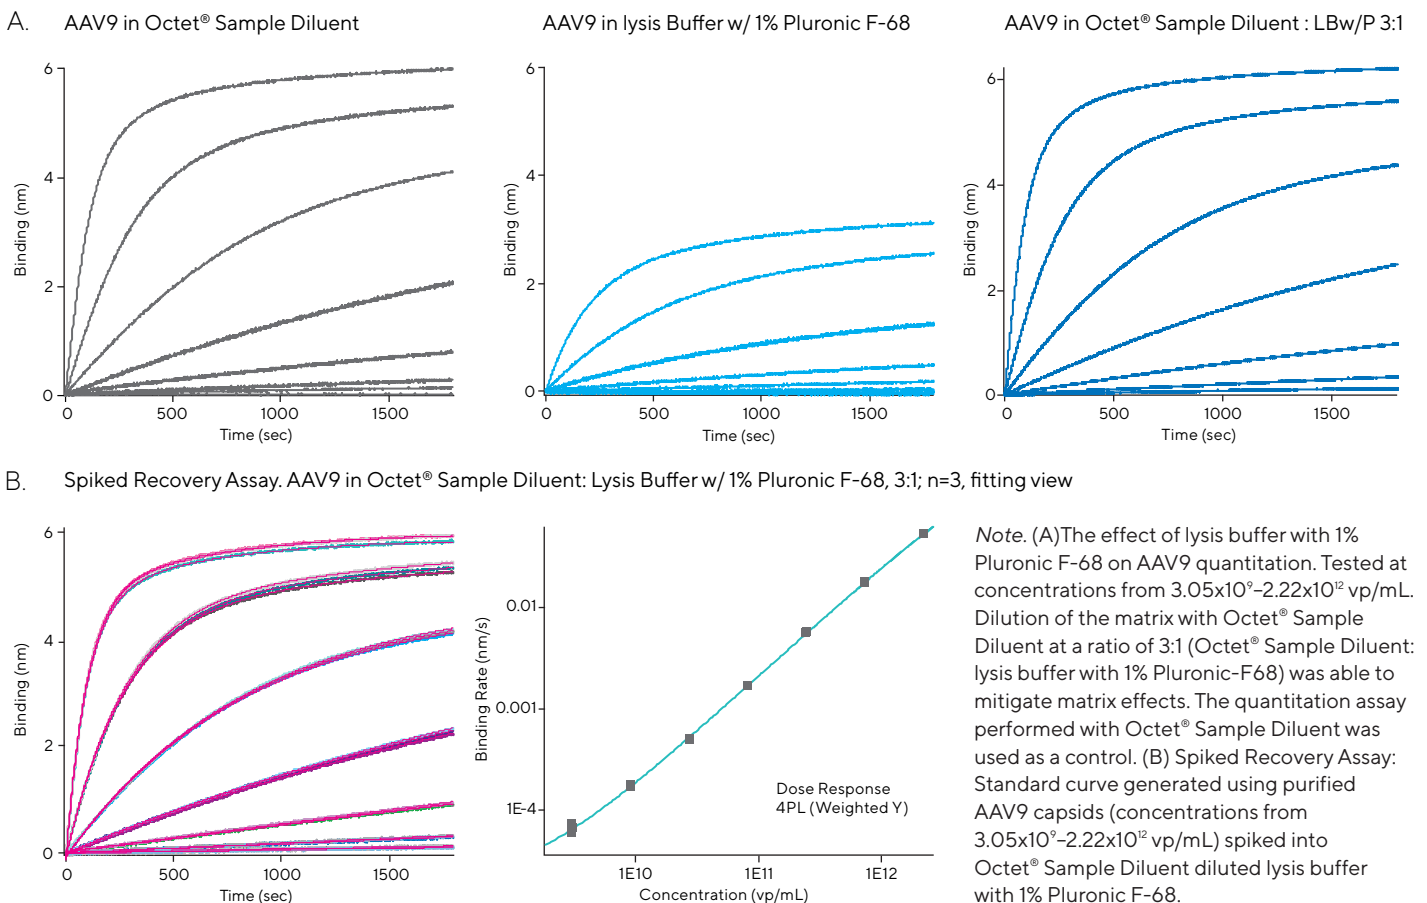 A.
AAV9 in Octet® Sample Diluent
AAV9 in lysis Buffer w/ 1% Pluronic F-68
AAV9 in Octet® Sample Diluent : LBw/P 3:1
6
4
2
0
Binding (nm)
0
500
1000
1500
Time (sec)
6
4
2
0
Binding (nm)
0
500
1000
1500
Time (sec)
6
4
2
0
Binding (nm)
0
500
1000
1500
Time (sec)
B.
Spiked Recovery Assay. AAV9 in Octet® Sample Diluent: Lysis Buffer w/ 1% Pluronic F-68, 3:1; n=3, fitting view
6
4
2
0
Binding (nm)
0
500
1000
1500
Time (sec)
0.01
0.001
1E-4
Binding Rate (nm/s)
Dose Response
4PL (Weighted Y)
1E10
1E11
1E12
Concentration (vp/mL)
Note. (A)The effect of lysis buffer with 1%
Pluronic F-68 on AAV9 quantitation. Tested at
concentrations from 3.05x10⁹–2.22x10¹² vp/mL.
Dilution of the matrix with Octet® Sample
Diluent at a ratio of 3:1 (Octet® Sample Diluent:
lysis buffer with 1% Pluronic-F68) was able to
mitigate matrix effects. The quantitation assay
performed with Octet® Sample Diluent was
used as a control. (B) Spiked Recovery Assay:
Standard curve generated using purified
AAV9 capsids (concentrations from
3.05x10⁹–2.22x10¹² vp/mL) spiked into
Octet® Sample Diluent diluted lysis buffer
with 1% Pluronic F-68.